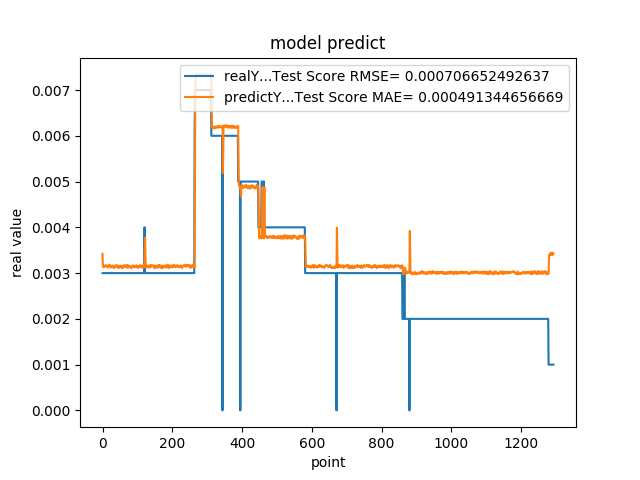 model predict
realY...Test Score RMSE= 0.000706652492637
predictY...Test Score MAE= 0.000491344656669
real value
0.007
0.006
0.005
0.004
0.003
0.002
0.001
0.000
0 200 400 600 800 1000 1200
point